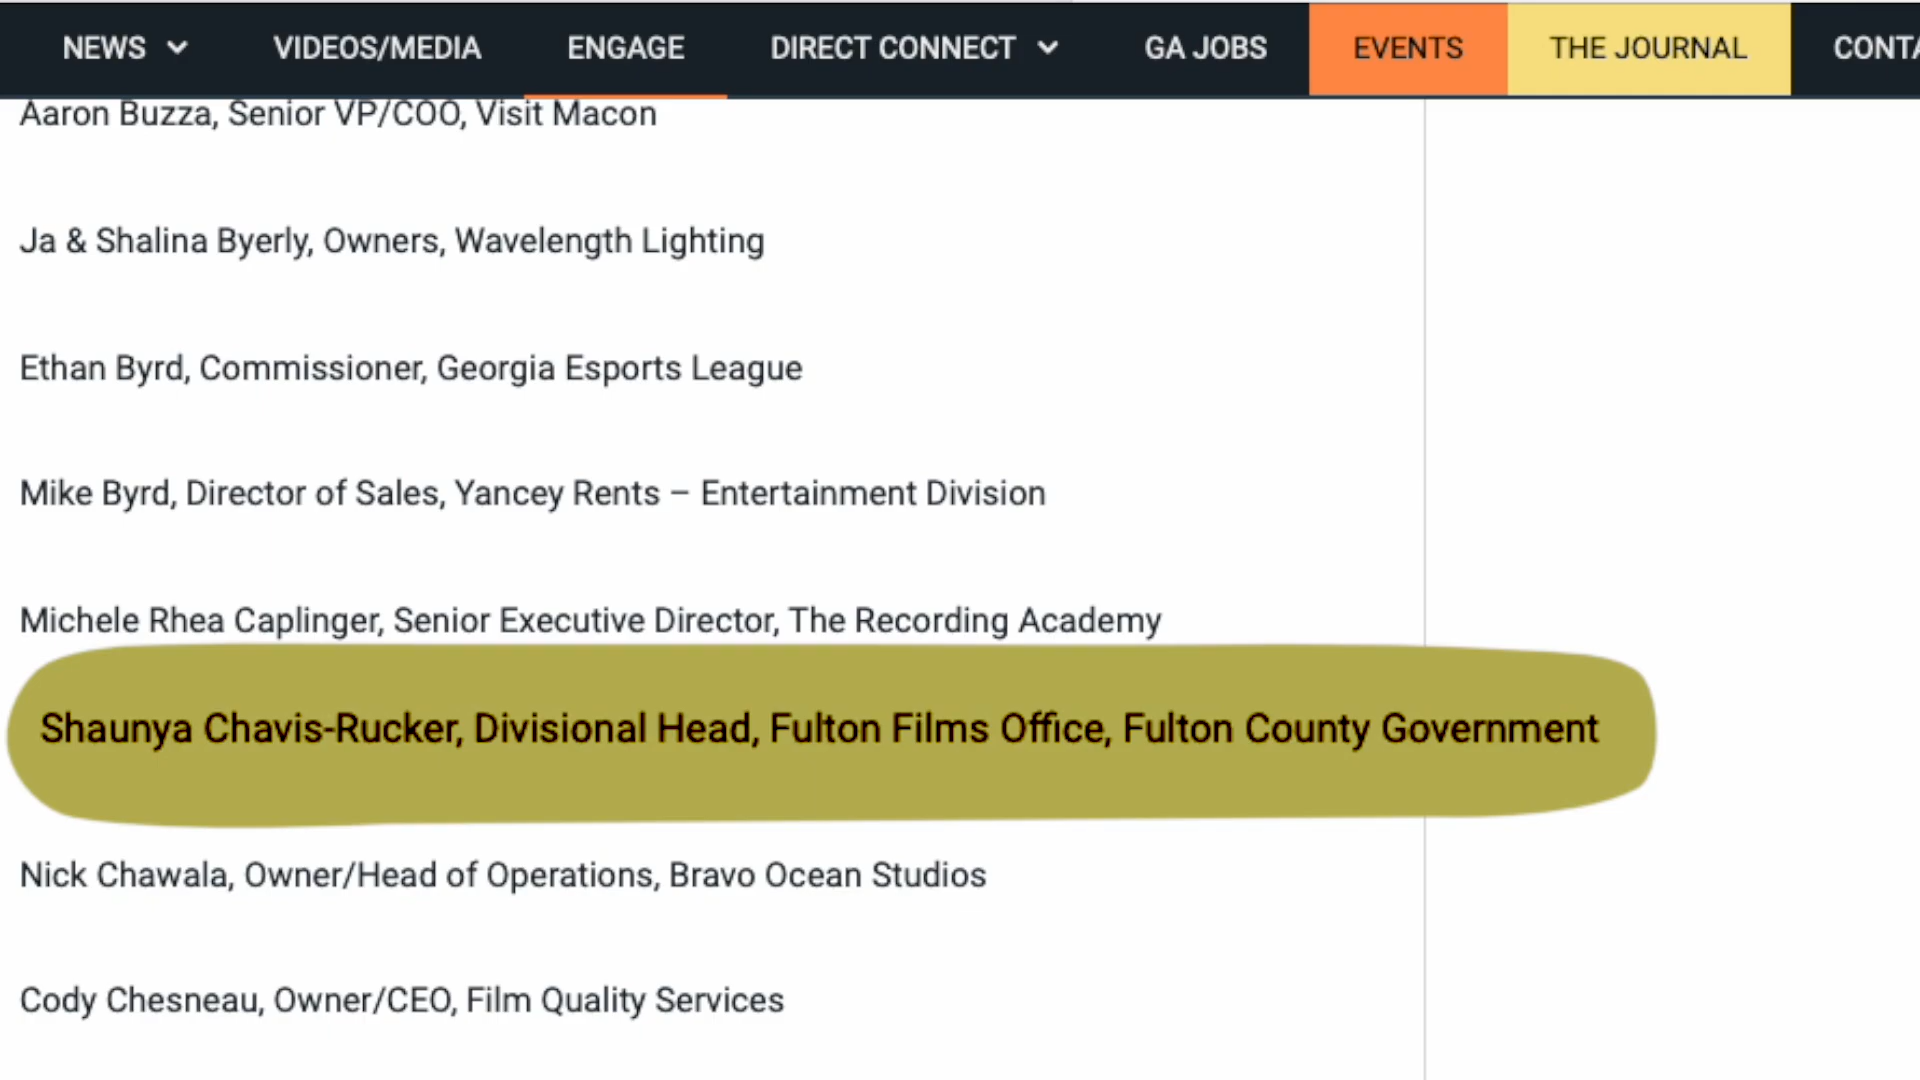 NEWS VIDEOS/MEDIA ENGAGE DIRECT CONNECT GA JOBS EVENTS THE JOURNAL CONTA
Aaron Buzza, Senior VP/COO, Visit Macon
Ja & Shalina Byerly, Owners, Wavelength Lighting
Ethan Byrd, Commissioner, Georgia Esports League
Mike Byrd, Director of Sales, Yancey Rents – Entertainment Division
Michele Rhea Caplinger, Senior Executive Director, The Recording Academy
Shaunya Chavis-Rucker, Divisional Head, Fulton Films Office, Fulton County Government
Nick Chawala, Owner/Head of Operations, Bravo Ocean Studios
Cody Chesneau, Owner/CEO, Film Quality Services